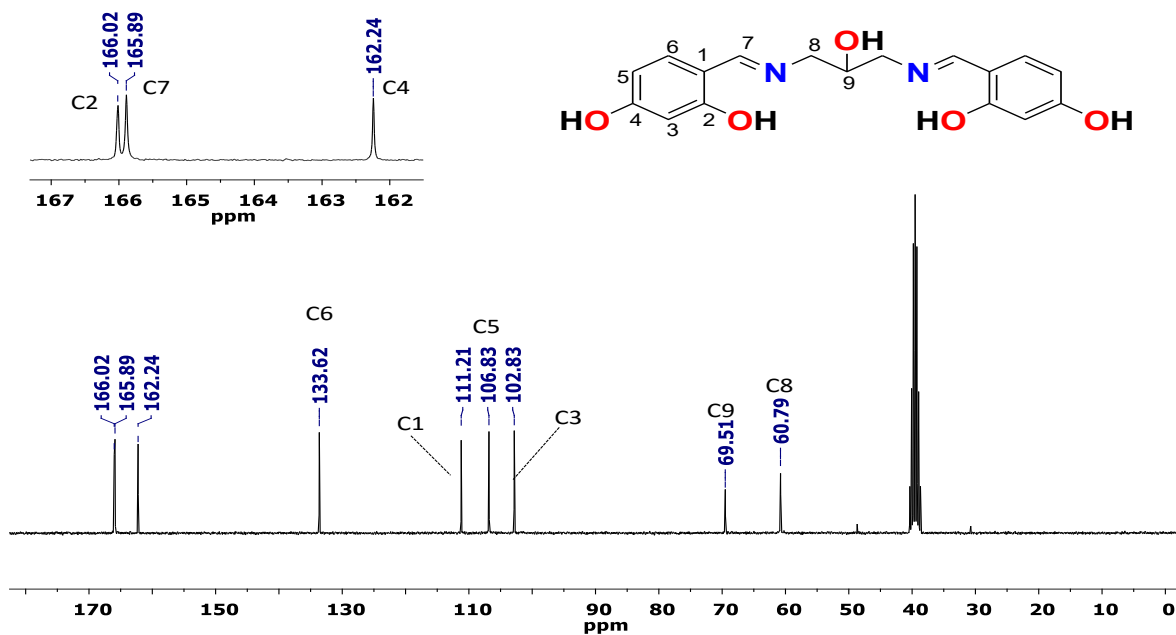 166.02
165.89
162.24
C2
C7
C4
167 166 165 164 163 162
ppm
OH
7
8
6
1
N
N
5
9
HO
4
3
2
OH
HO
OH
C6
C5
166.02
165.89
162.24
133.62
111.21
106.83
102.83
C1
C3
C9
C8
69.51
60.79
170 150 130 110 90 80 70 60 50 40 30 20 10 0
ppm